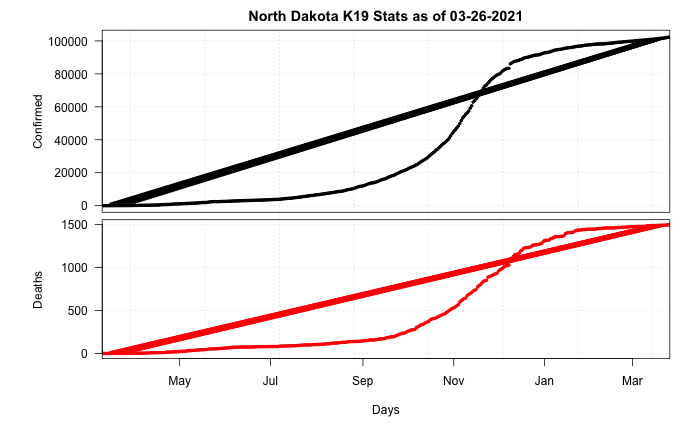 North Dakota K19 Stats as of 03-26-2021
Confirmed
100000
80000
60000
40000
20000
0
Deaths
1500
1000
500
0
May Jul Sep Nov Jan Mar
Days